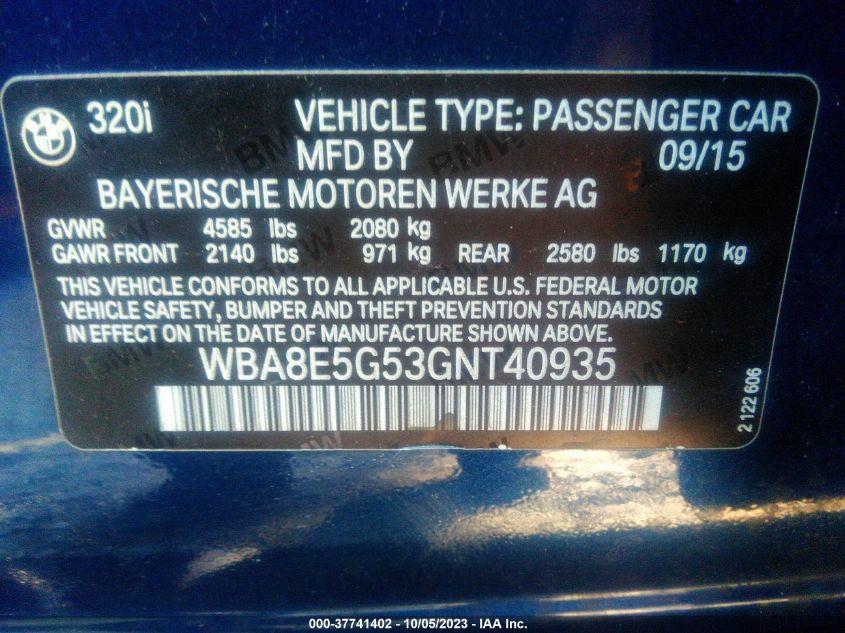 320i VEHICLE TYPE: PASSENGER CAR
MFD BY 09/15
BAYERISCHE MOTOREN WERKE AG
GVWR 4585 lbs 2080 kg
GAWR FRONT 2140 lbs 971 kg REAR 2580 lbs 1170 kg
THIS VEHICLE CONFORMS TO ALL APPLICABLE U.S. FEDERAL MOTOR
VEHICLE SAFETY, BUMPER AND THEFT PREVENTION STANDARDS
IN EFFECT ON THE DATE OF MANUFACTURE SHOWN ABOVE.
WBA8E5G53GNT40935
2 122 606
000-37741402 - 10/05/2023 - IAA Inc.